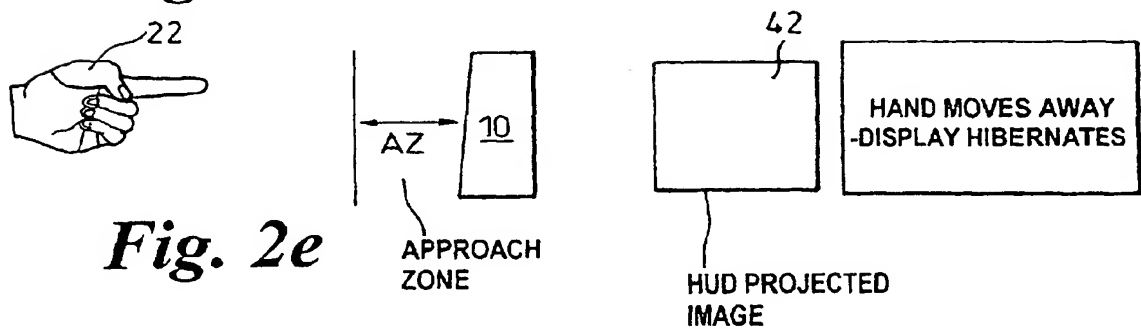 22
42
10
AZ
HAND MOVES AWAY
-DISPLAY HIBERNATES
Fig. 2e
APPROACH
ZONE
HUD PROJECTED
IMAGE